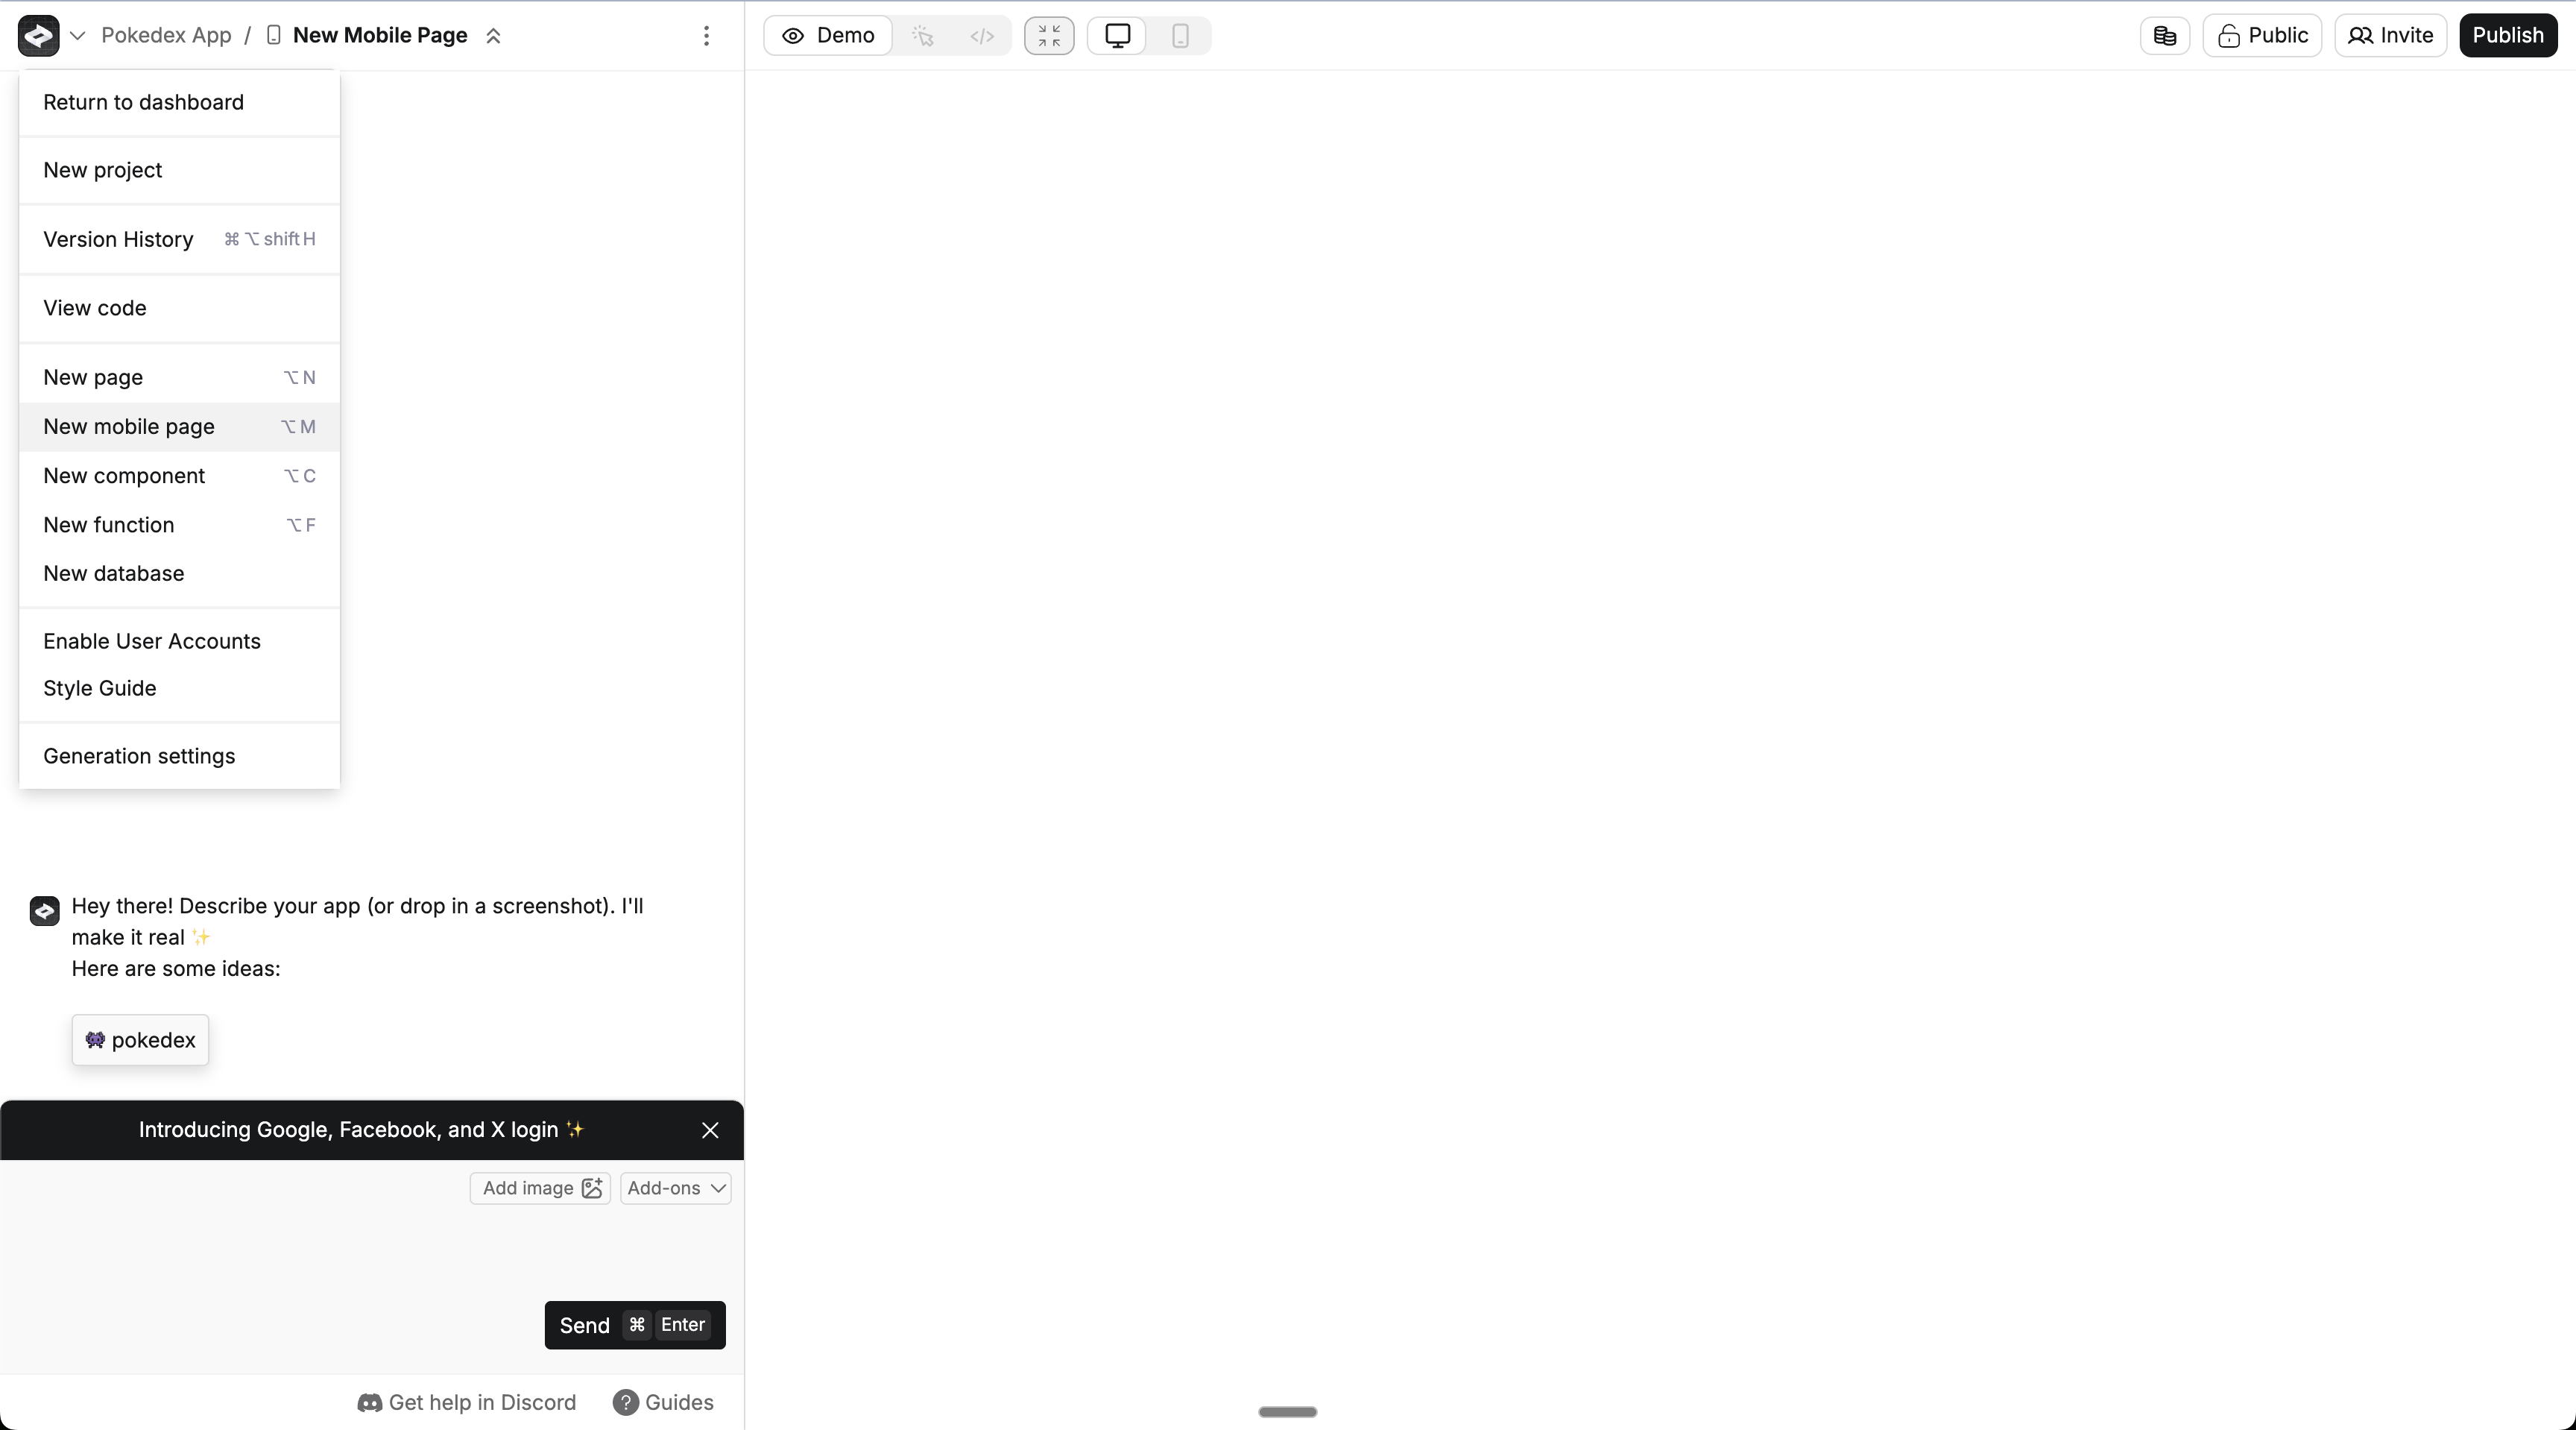 Pokedex App / New Mobile Page
Demo
Public
Invite
Publish
Return to dashboard
New project
Version History ⌘ ⌥ shift H
View code
New page ⌥ N
New mobile page ⌥ M
New component ⌥ C
New function ⌥ F
New database
Enable User Accounts
Style Guide
Generation settings
Hey there! Describe your app (or drop in a screenshot). I'll
make it real ✨
Here are some ideas:
👾 pokedex
Introducing Google, Facebook, and X login ✨
Add image
Add-ons
Send ⌘ Enter
Get help in Discord
? Guides